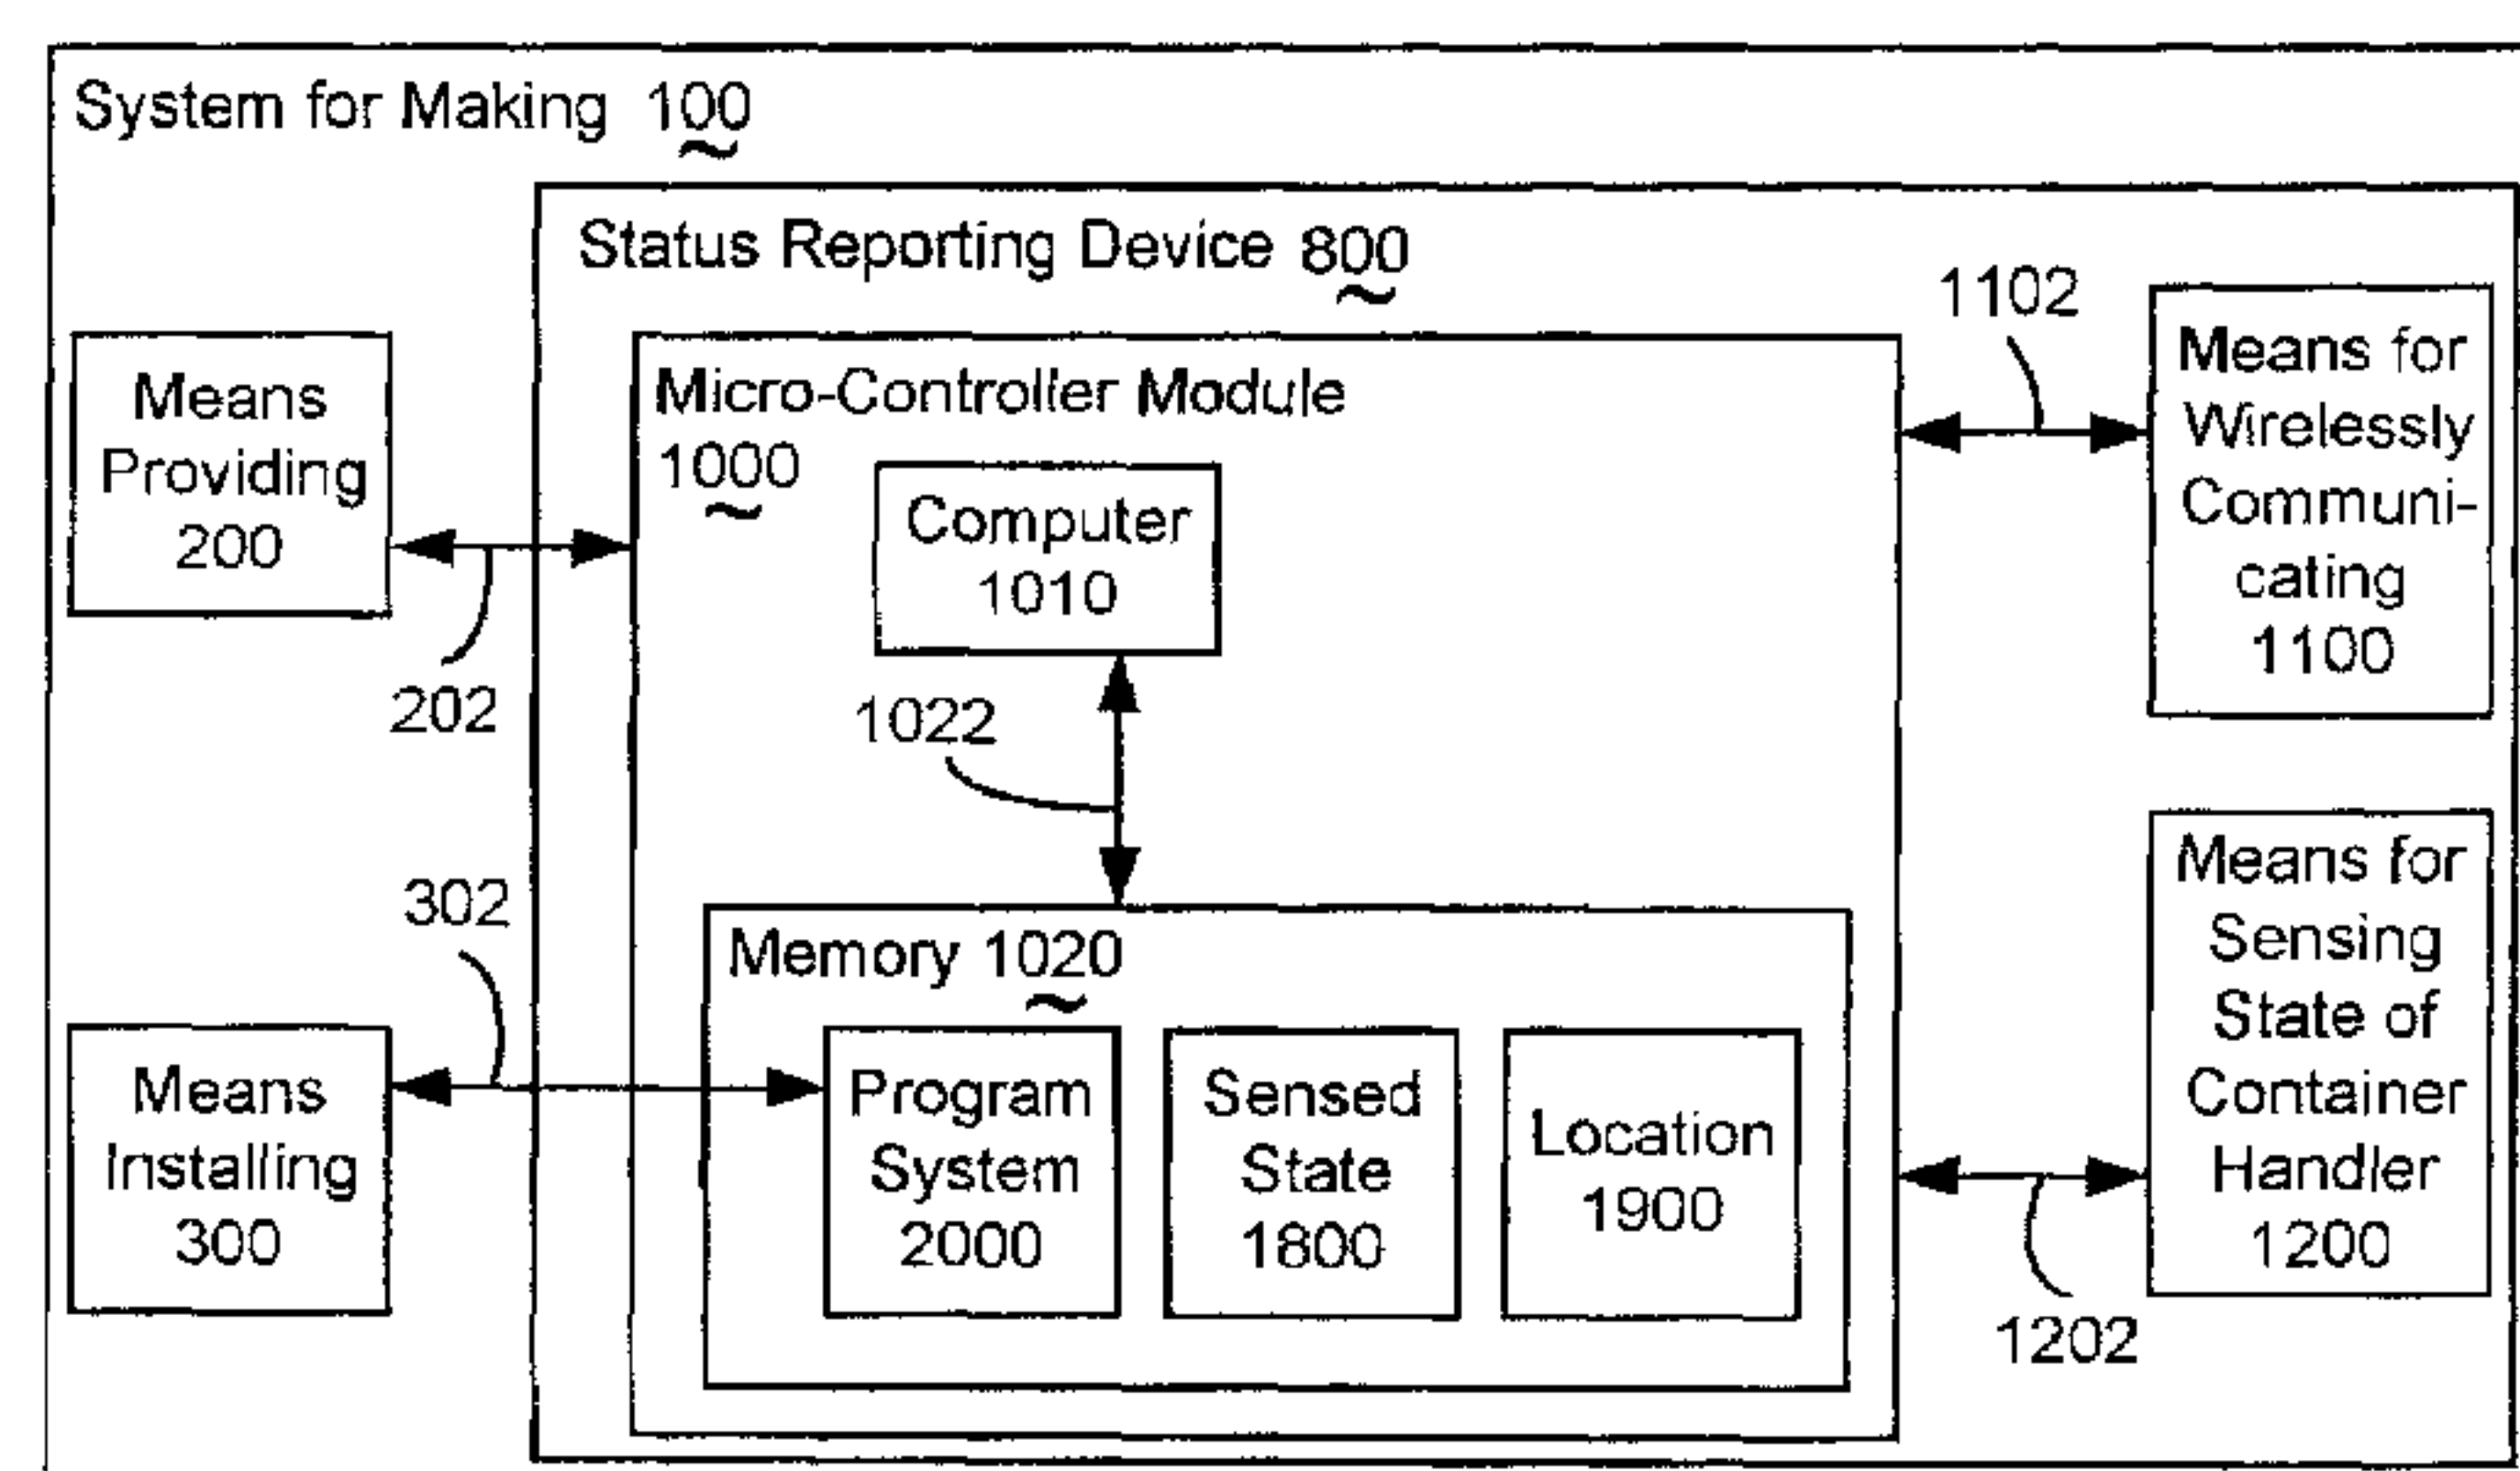 System for Making 100
Status Reporting Device 800
1102
Means
Providing
200
Micro-Controller Module
1000
Computer
1010
Means for
Wirelessly
Communi-
cating
1100
202
1022
302
Memory 1020
Means
Installing
300
Program
System
2000
Sensed
State
1800
Location
1900
Means for
Sensing
State of
Container
Handler
1200
1202